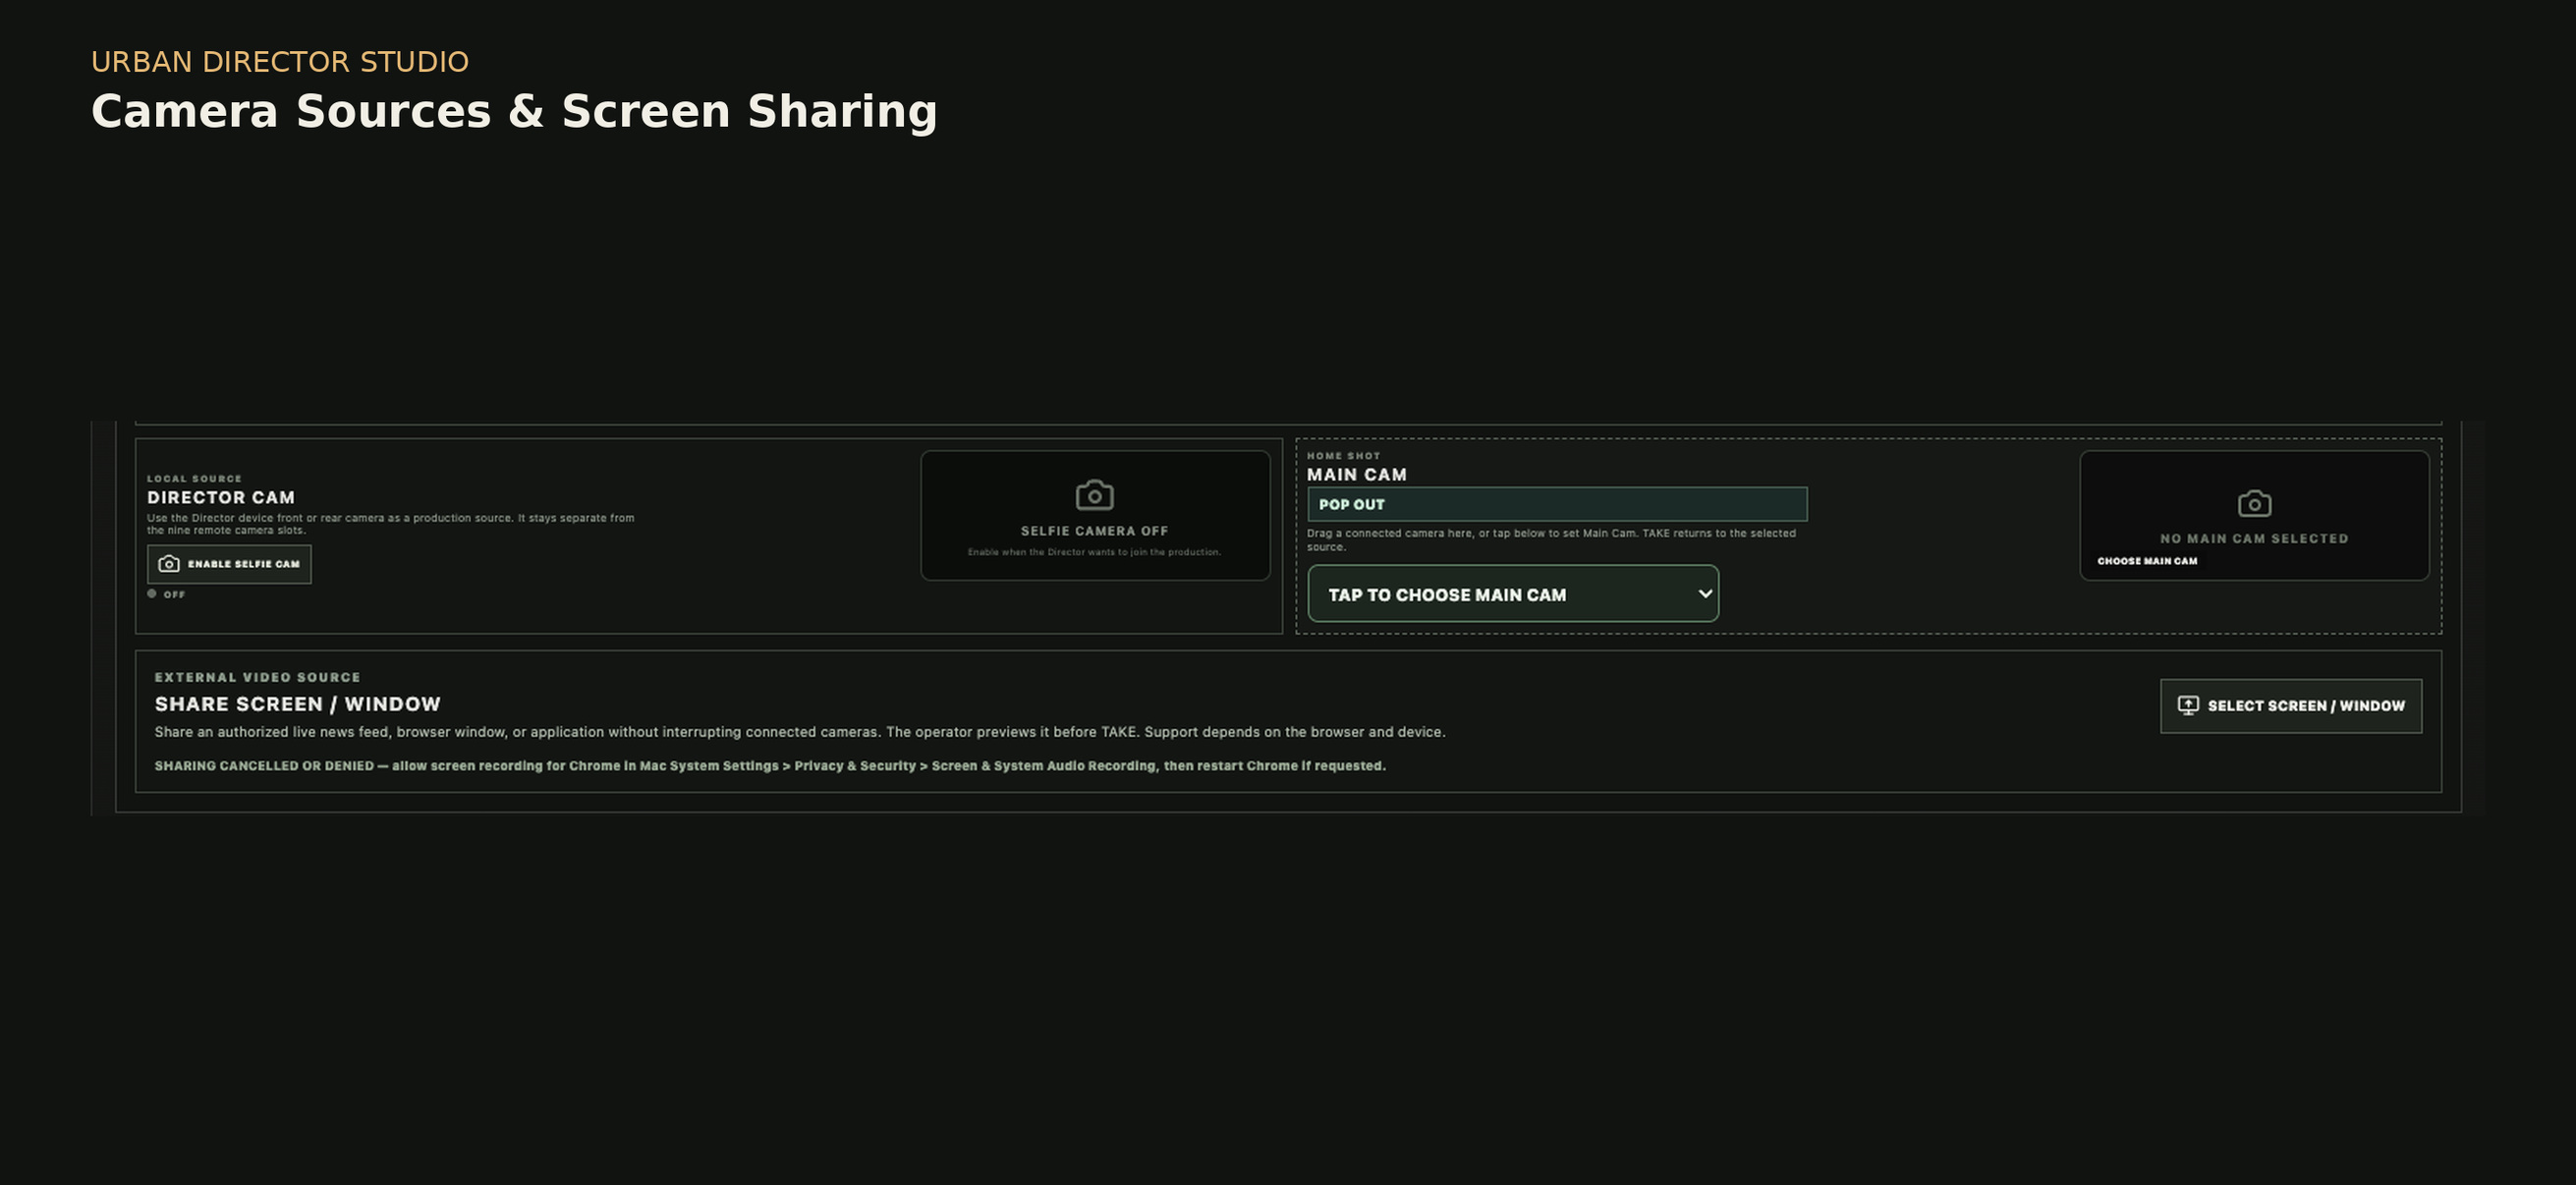 URBAN DIRECTOR STUDIO
Camera Sources & Screen Sharing
LOCAL SOURCE
DIRECTOR CAM
Use the Director device front or rear camera as a production source. It stays separate from
the nine remote camera slots.
ENABLE SELFIE CAM
OFF
SELFIE CAMERA OFF
Enable when the Director wants to join the production.
HOME SHOT
MAIN CAM
POP OUT
Drag a connected camera here, or tap below to set Main Cam. TAKE returns to the selected
source.
TAP TO CHOOSE MAIN CAM
NO MAIN CAM SELECTED
CHOOSE MAIN CAM
EXTERNAL VIDEO SOURCE
SHARE SCREEN / WINDOW
Share an authorized live news feed, browser window, or application without interrupting connected cameras. The operator previews it before TAKE. Support depends on the browser and device.
SHARING CANCELLED OR DENIED — allow screen recording for Chrome in Mac System Settings > Privacy & Security > Screen & System Audio Recording, then restart Chrome if requested.
SELECT SCREEN / WINDOW